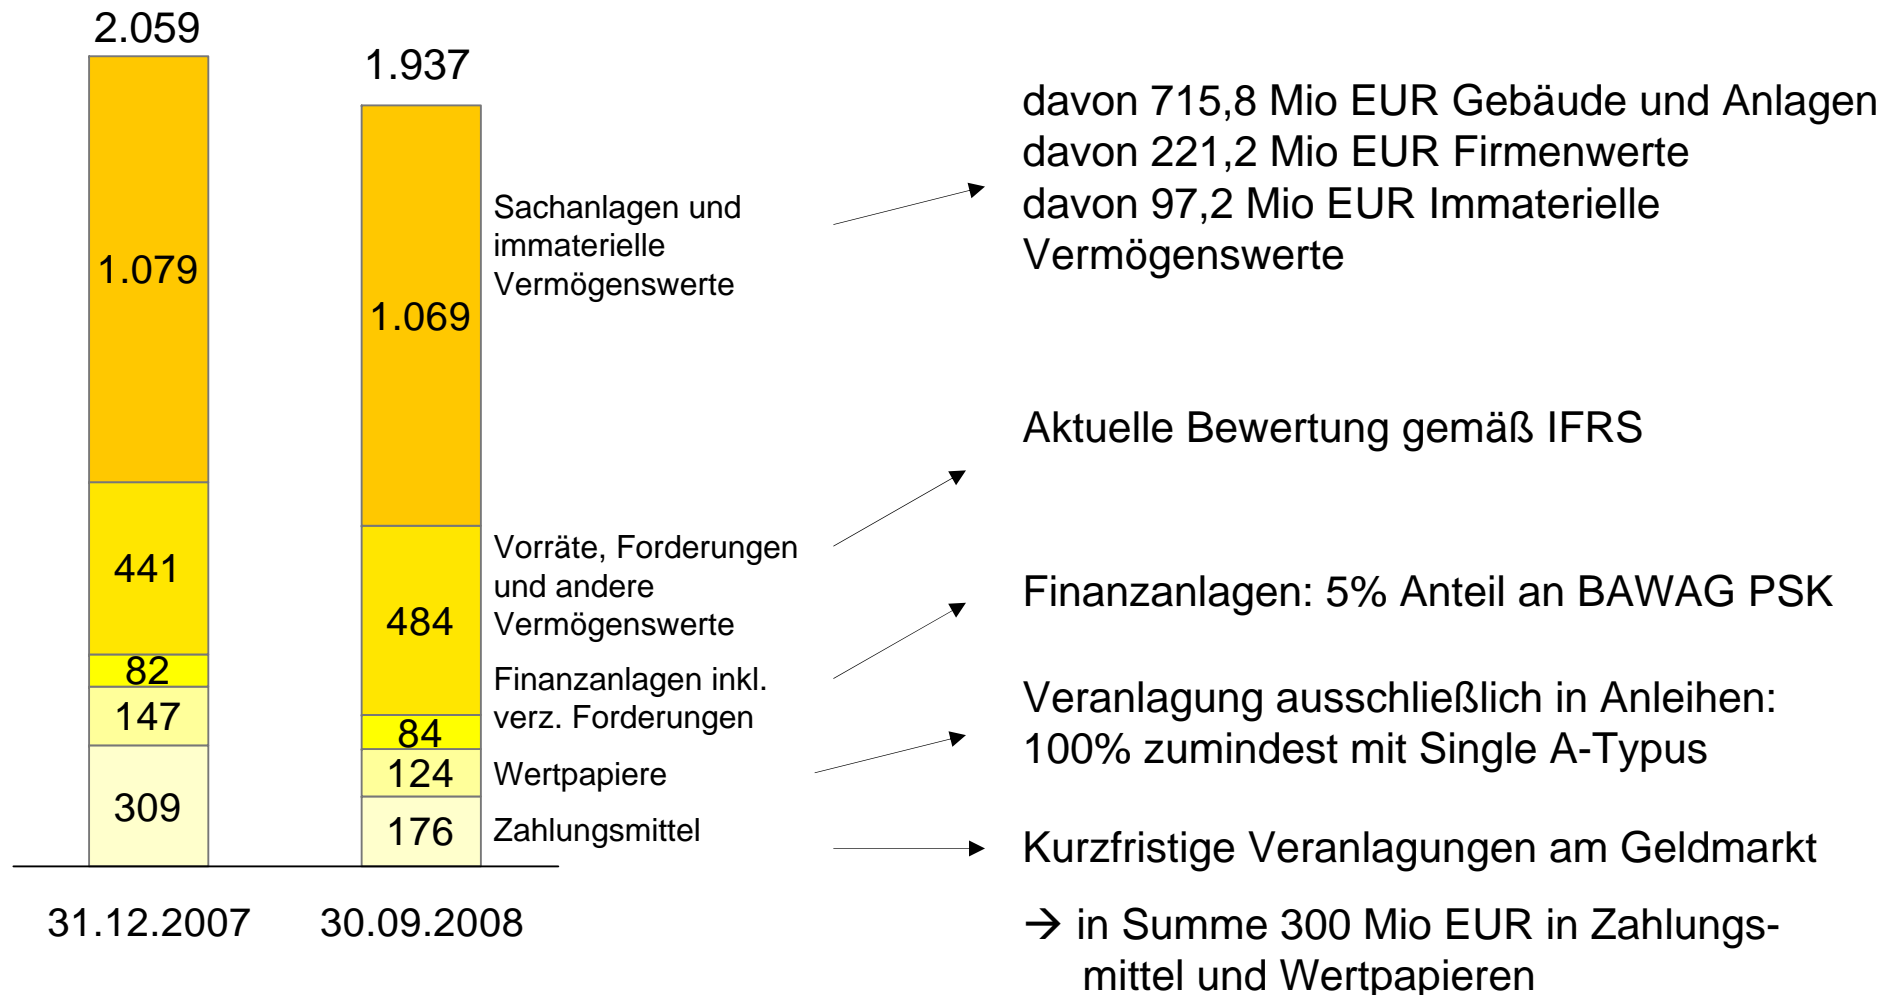 2.059
1.079
441
82
147
309
31.12.2007
1.937
1.069
484
84
124
176
30.09.2008
Sachanlagen und
immaterielle
Vermögenswerte
Vorräte, Forderungen
und andere
Vermögenswerte
Finanzanlagen inkl.
verz. Forderungen
Wertpapiere
Zahlungsmittel
davon 715,8 Mio EUR Gebäude und Anlagen
davon 221,2 Mio EUR Firmenwerte
davon 97,2 Mio EUR Immaterielle
Vermögenswerte
Aktuelle Bewertung gemäß IFRS
Finanzanlagen: 5% Anteil an BAWAG PSK
Veranlagung ausschließlich in Anleihen:
100% zumindest mit Single A-Typus
Kurzfristige Veranlagungen am Geldmarkt
→ in Summe 300 Mio EUR in Zahlungs-
mittel und Wertpapieren